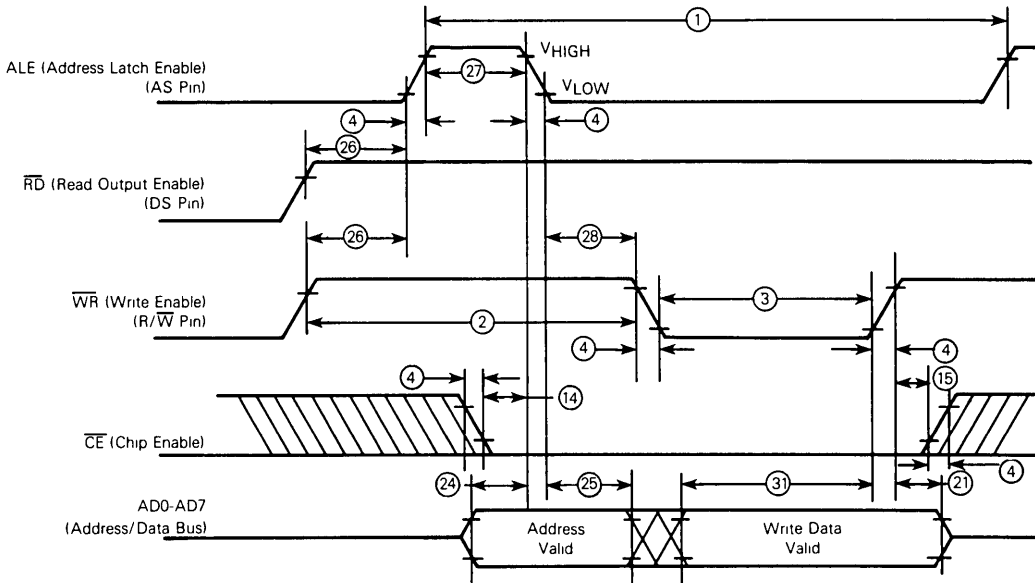 1
ALE (Address Latch Enable)
(AS Pin)
VHIGH
27
VLOW
4
4
26
RD (Read Output Enable)
(DS Pin)
26
28
WR (Write Enable)
(R/W Pin)
3
2
4
4
4
15
14
CE (Chip Enable)
4
24
25
31
21
AD0-AD7
(Address/Data Bus)
Address
Valid
Write Data
Valid